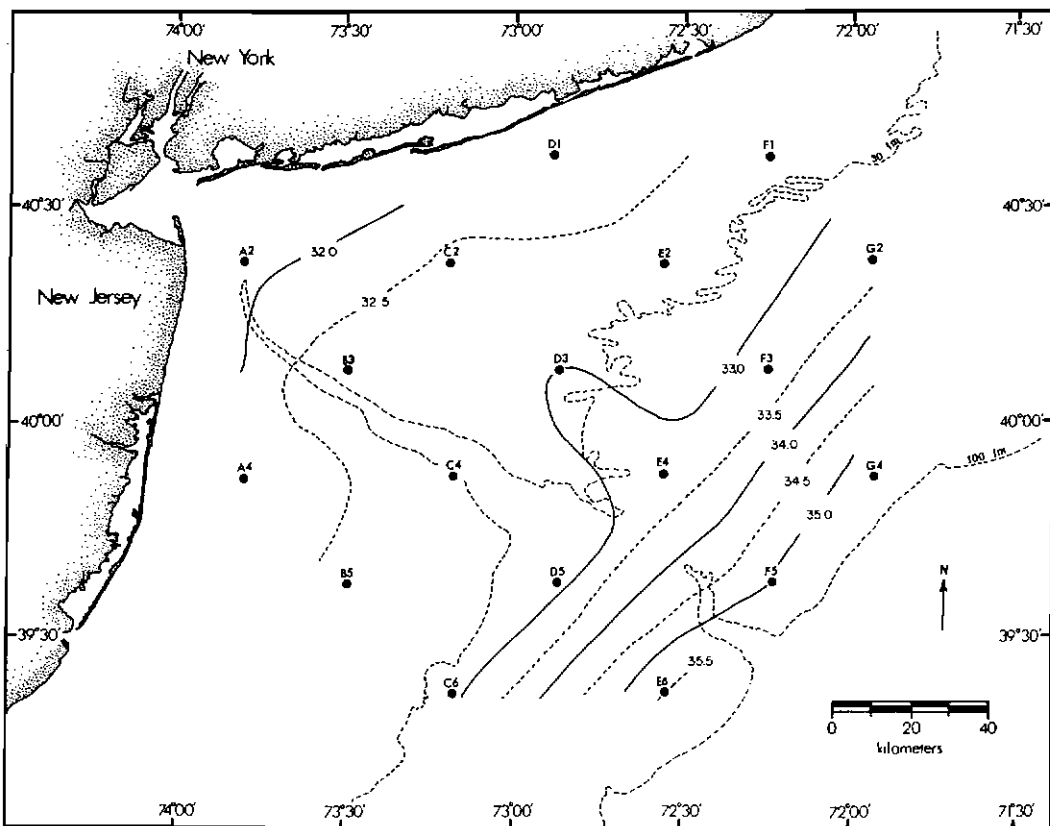 74°00' 73°30' 73°00' 72°30' 72°00' 71°30'
New York
D1 F1
30 fm
40°30' 40°30'
A2 32.0 C2 E2 G2
New Jersey
32.5
B3 D3 33.0 F3
33.5
40°00' 40°00'
34.0
100 fm
A4 C4 E4 34.5 G4
35.0
B5 D5 F5 N
39°30' 39°30'
35.5
C6 E6
0 20 40
kilometers
74°00' 73°30' 73°00' 72°30' 72°00' 71°30'